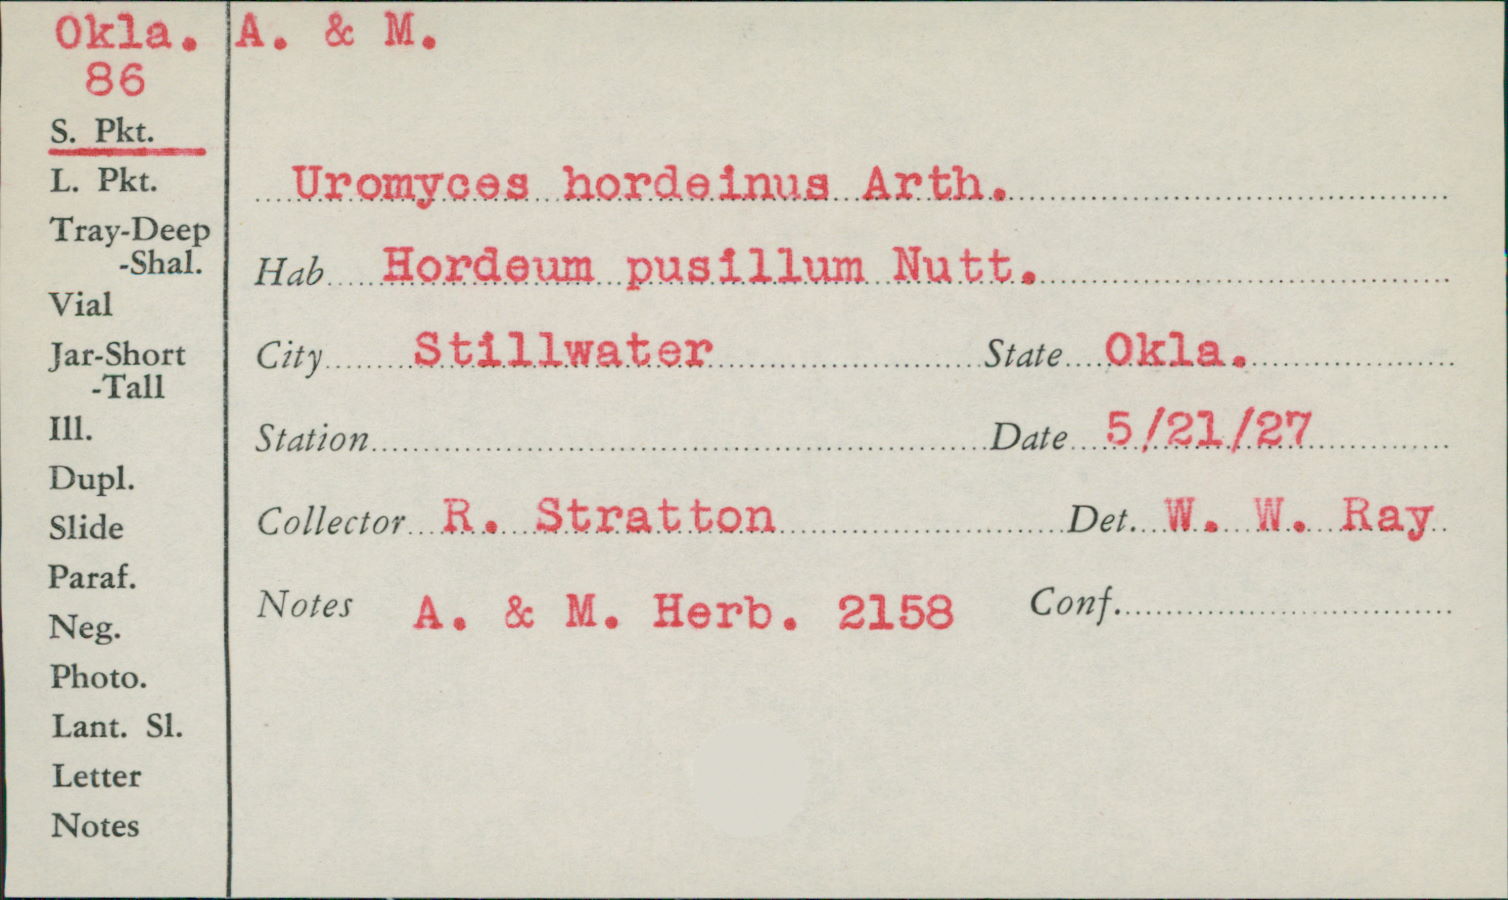 Okla. A. & M.
86
S. Pkt.
L. Pkt.
Tray-Deep
-Shal.
Vial
Jar-Short
-Tall
Ill.
Dupl.
Slide
Paraf.
Neg.
Photo.
Lant. Sl.
Letter
Notes
Uromyces hordeinus Arth.
Hab Hordeum pusillum Nutt.
City Stillwater State Okla.
Station Date 5/21/27
Collector R. Stratton Det. W. W. Ray
Notes A. & M. Herb. 2158 Conf.